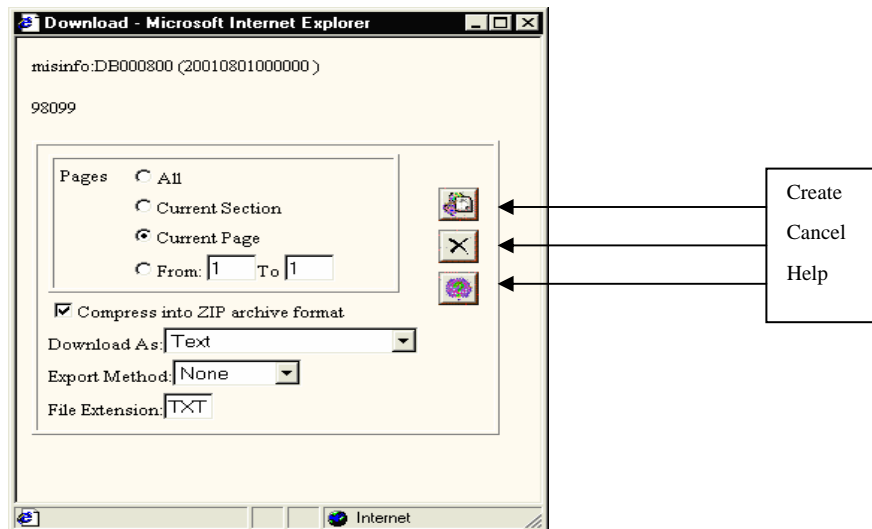 Download - Microsoft Internet Explorer
misinfo:DB000800 (20010801000000 )
98099
Pages
All
Current Section
Current Page
From: 1 To 1
Compress into ZIP archive format
Download As: Text
Export Method: None
File Extension: TXT
Internet
Create
Cancel
Help